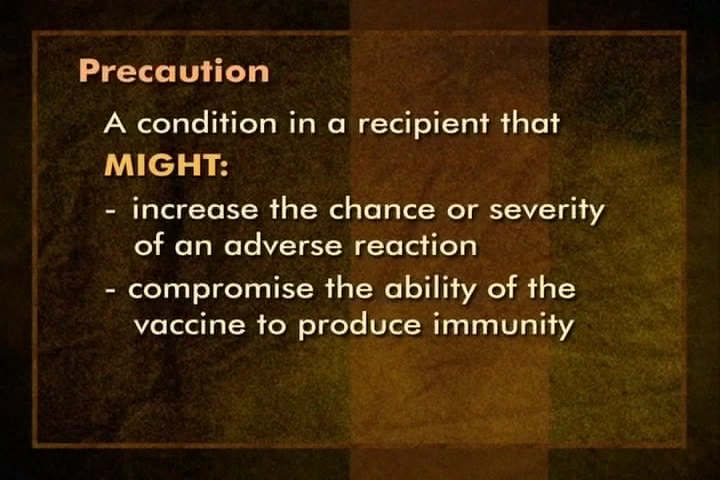 Precaution
A condition in a recipient that
MIGHT:
- increase the chance or severity
of an adverse reaction
- compromise the ability of the
vaccine to produce immunity